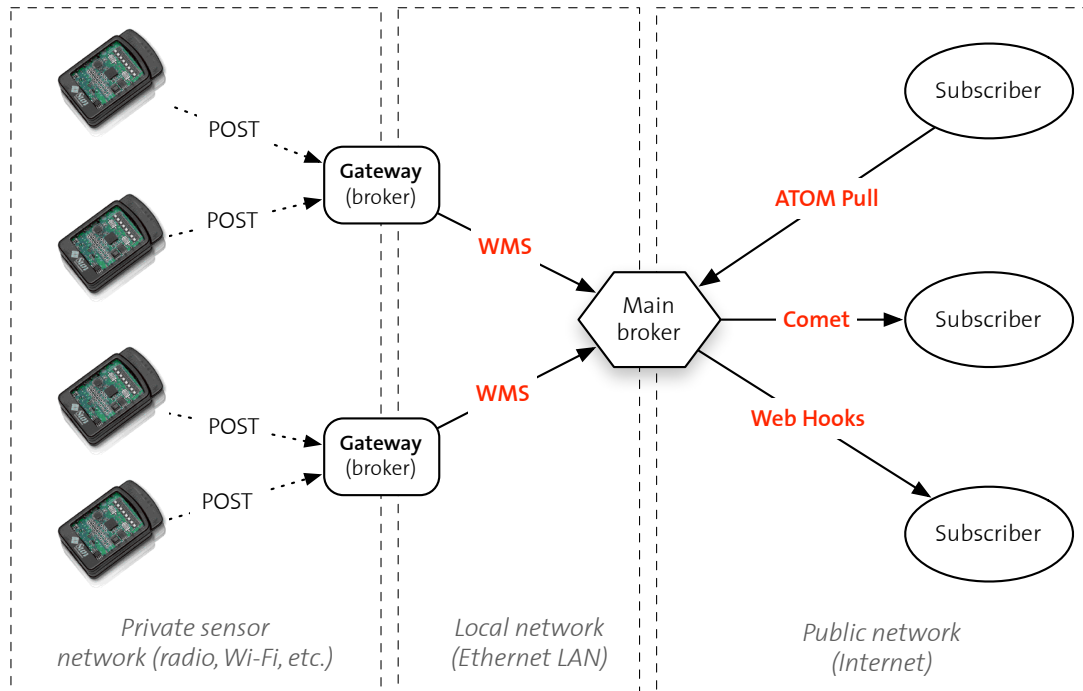 POST
POST
Gateway
(broker)
WMS
POST
POST
Gateway
(broker)
WMS
Main
broker
Subscriber
ATOM Pull
Subscriber
Comet
Subscriber
Web Hooks
Private sensor
network (radio, Wi-Fi, etc.)
Local network
(Ethernet LAN)
Public network
(Internet)